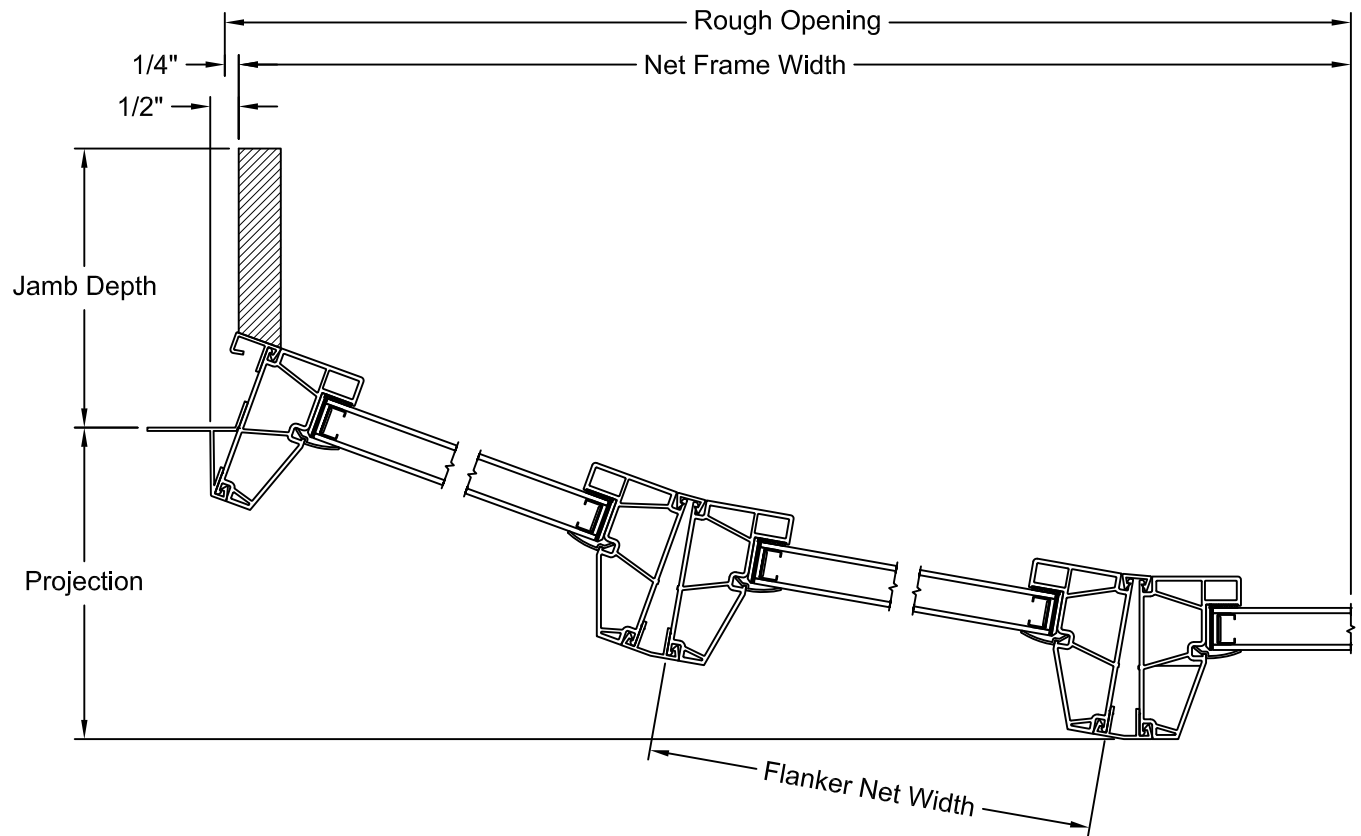 Rough Opening
1/4"
Net Frame Width
1/2"
Jamb Depth
Projection
Flanker Net Width